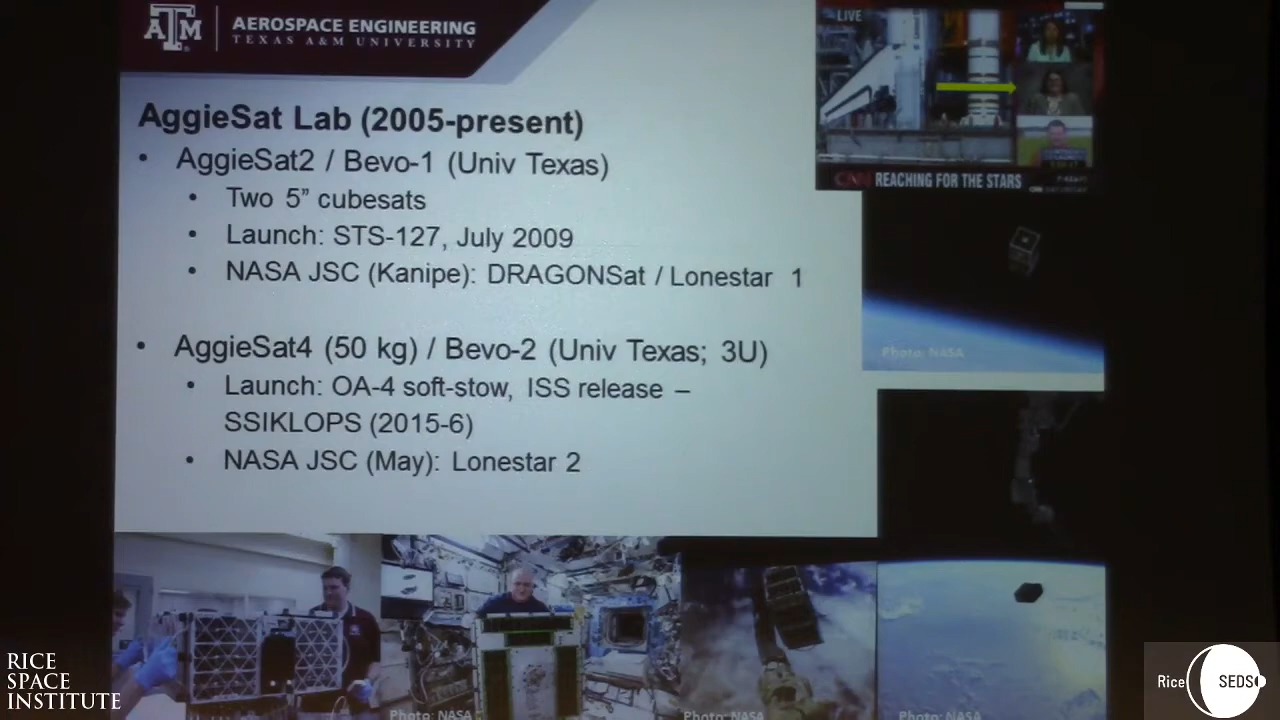 ATM AEROSPACE ENGINEERING
TEXAS A&M UNIVERSITY
LIVE
CNN REACHING FOR THE STARS
AggieSat Lab (2005-present)
• AggieSat2 / Bevo-1 (Univ Texas)
• Two 5” cubesats
• Launch: STS-127, July 2009
• NASA JSC (Kanipe): DRAGONSat / Lonestar 1
• AggieSat4 (50 kg) / Bevo-2 (Univ Texas; 3U)
• Launch: OA-4 soft-stow, ISS release –
SSIKLOPS (2015-6)
• NASA JSC (May): Lonestar 2
Photo: NASA
Photo: NASA
Photo: NASA
Photo: NASA
RICE
SPACE
INSTITUTE
Rice SEDS